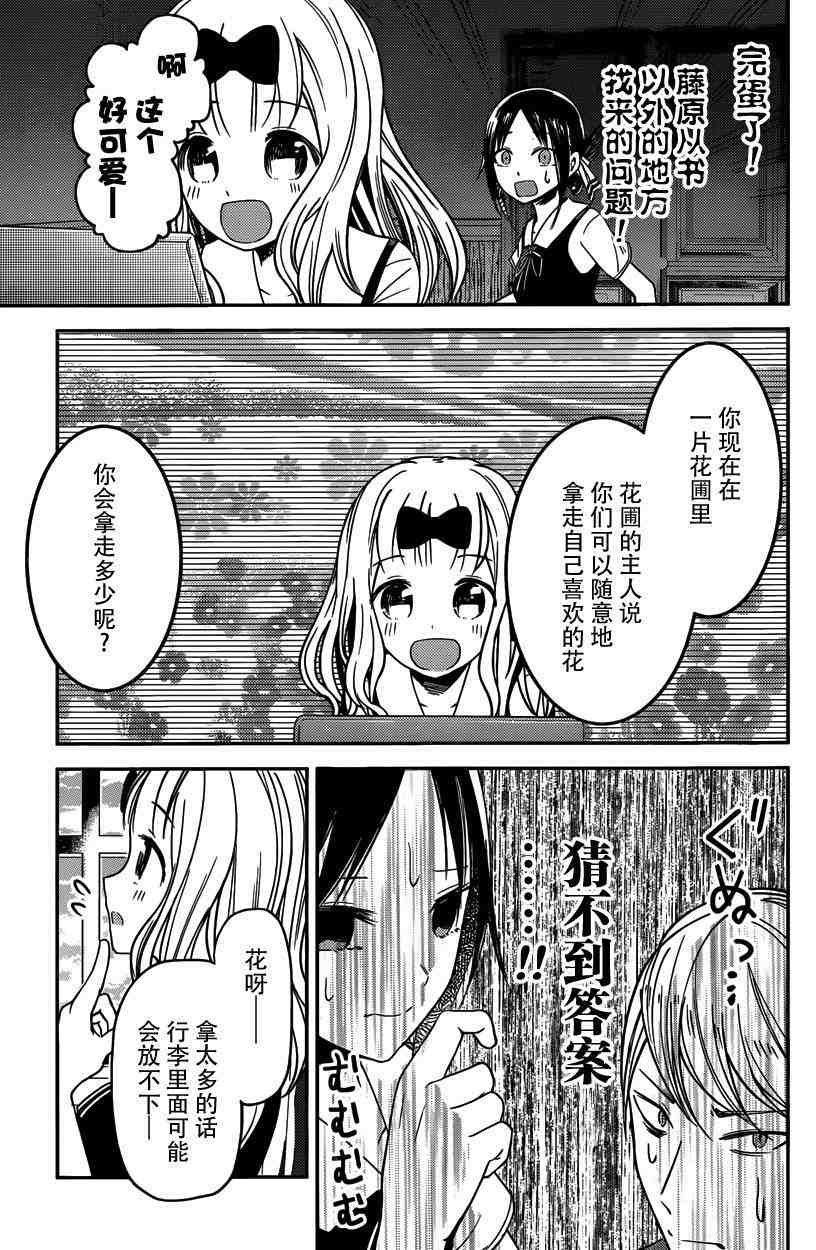 完蛋了！
藤原从书
以外的地方
找来的问题！
啊
这个
好可爱ー
你现在在
一片花圃里
花圃的主人说
你们可以随意地
拿走自己喜欢的花
你会拿走多少呢？
くぬっ…
猜不到答案
………!!
むむむむ
花呀——
拿太多的话
行李里面可能
会放不下—